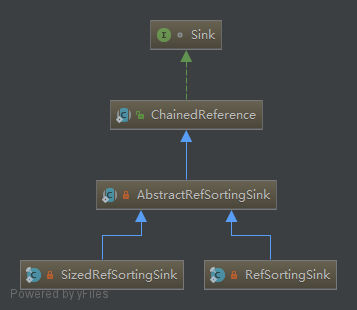 Sink
ChainedReference
AbstractRefSortingSink
SizedRefSortingSink
RefSortingSink
Powered by yFiles